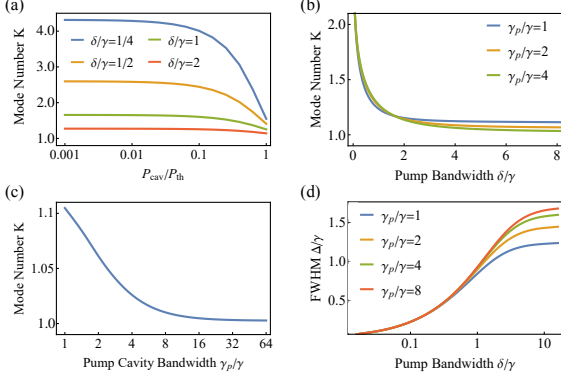 (a)
Mode Number K
4.0
3.0
2.0
1.0
δ/γ=1/4
δ/γ=1
δ/γ=1/2
δ/γ=2
0.001
0.01
0.1
1
P_cav/P_th
(b)
Mode Number K
2.0
1.5
1.0
γ_p/γ=1
γ_p/γ=2
γ_p/γ=4
0
2
4
6
8
Pump Bandwidth δ/γ
(c)
Mode Number K
1.1
1.05
1.0
1
2
4
8
16
32
64
Pump Cavity Bandwidth γ_p/γ
(d)
FWHM Δ/γ
1.5
1.0
0.5
γ_p/γ=1
γ_p/γ=2
γ_p/γ=4
γ_p/γ=8
0.1
1
10
Pump Bandwidth δ/γ